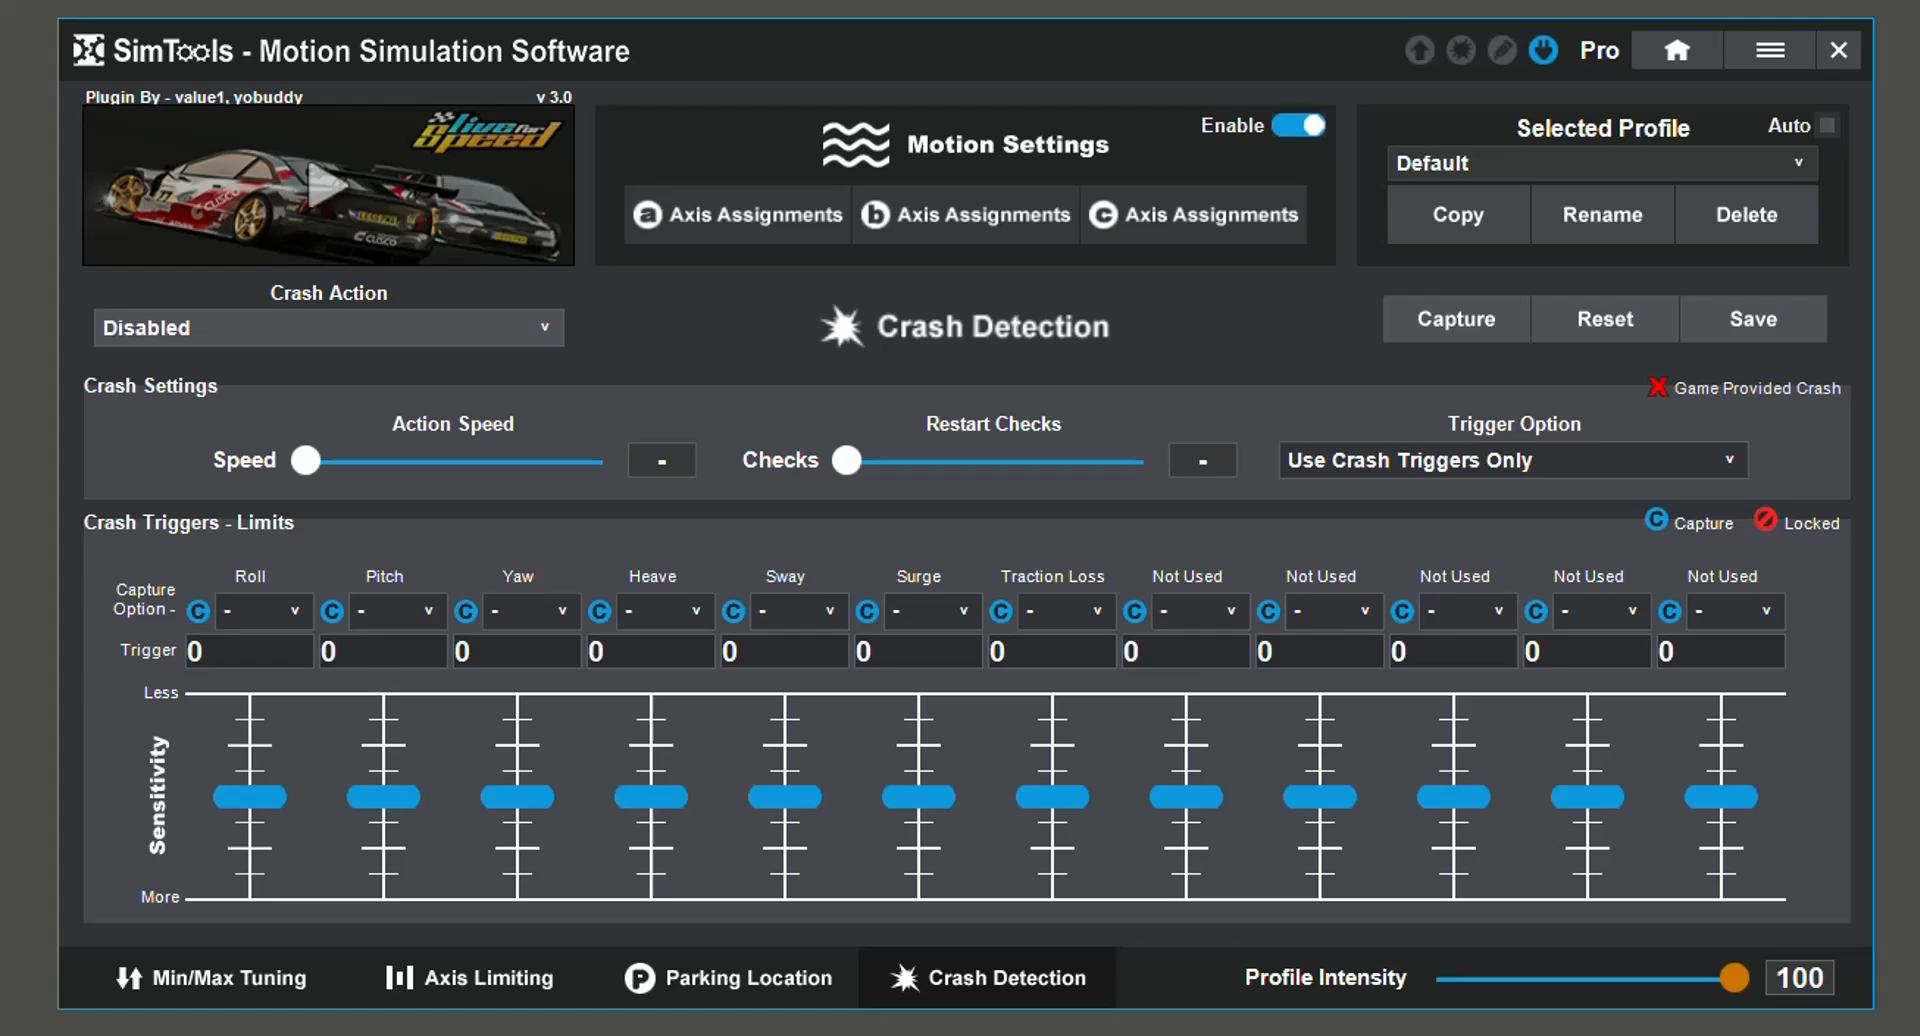 SimTools - Motion Simulation Software
Pro
Plugin By - value1, yobuddy
v 3.0
live for Speed
CUSCO
CUSCO
Motion Settings
Enable
a Axis Assignments
b Axis Assignments
c Axis Assignments
Selected Profile
Auto
Default
Copy
Rename
Delete
Crash Action
Disabled
Crash Detection
Capture
Reset
Save
Crash Settings
X Game Provided Crash
Action Speed
Speed
-
Restart Checks
Checks
-
Trigger Option
Use Crash Triggers Only
Crash Triggers - Limits
C Capture
Locked
Roll Pitch Yaw Heave Sway Surge Traction Loss Not Used Not Used Not Used Not Used Not Used
Capture
Option -
C - C - C - C - C - C - C - C - C - C - C - C -
Trigger 0 0 0 0 0 0 0 0 0 0 0 0
Less
Sensitivity
More
Min/Max Tuning
Axis Limiting
P Parking Location
Crash Detection
Profile Intensity
100